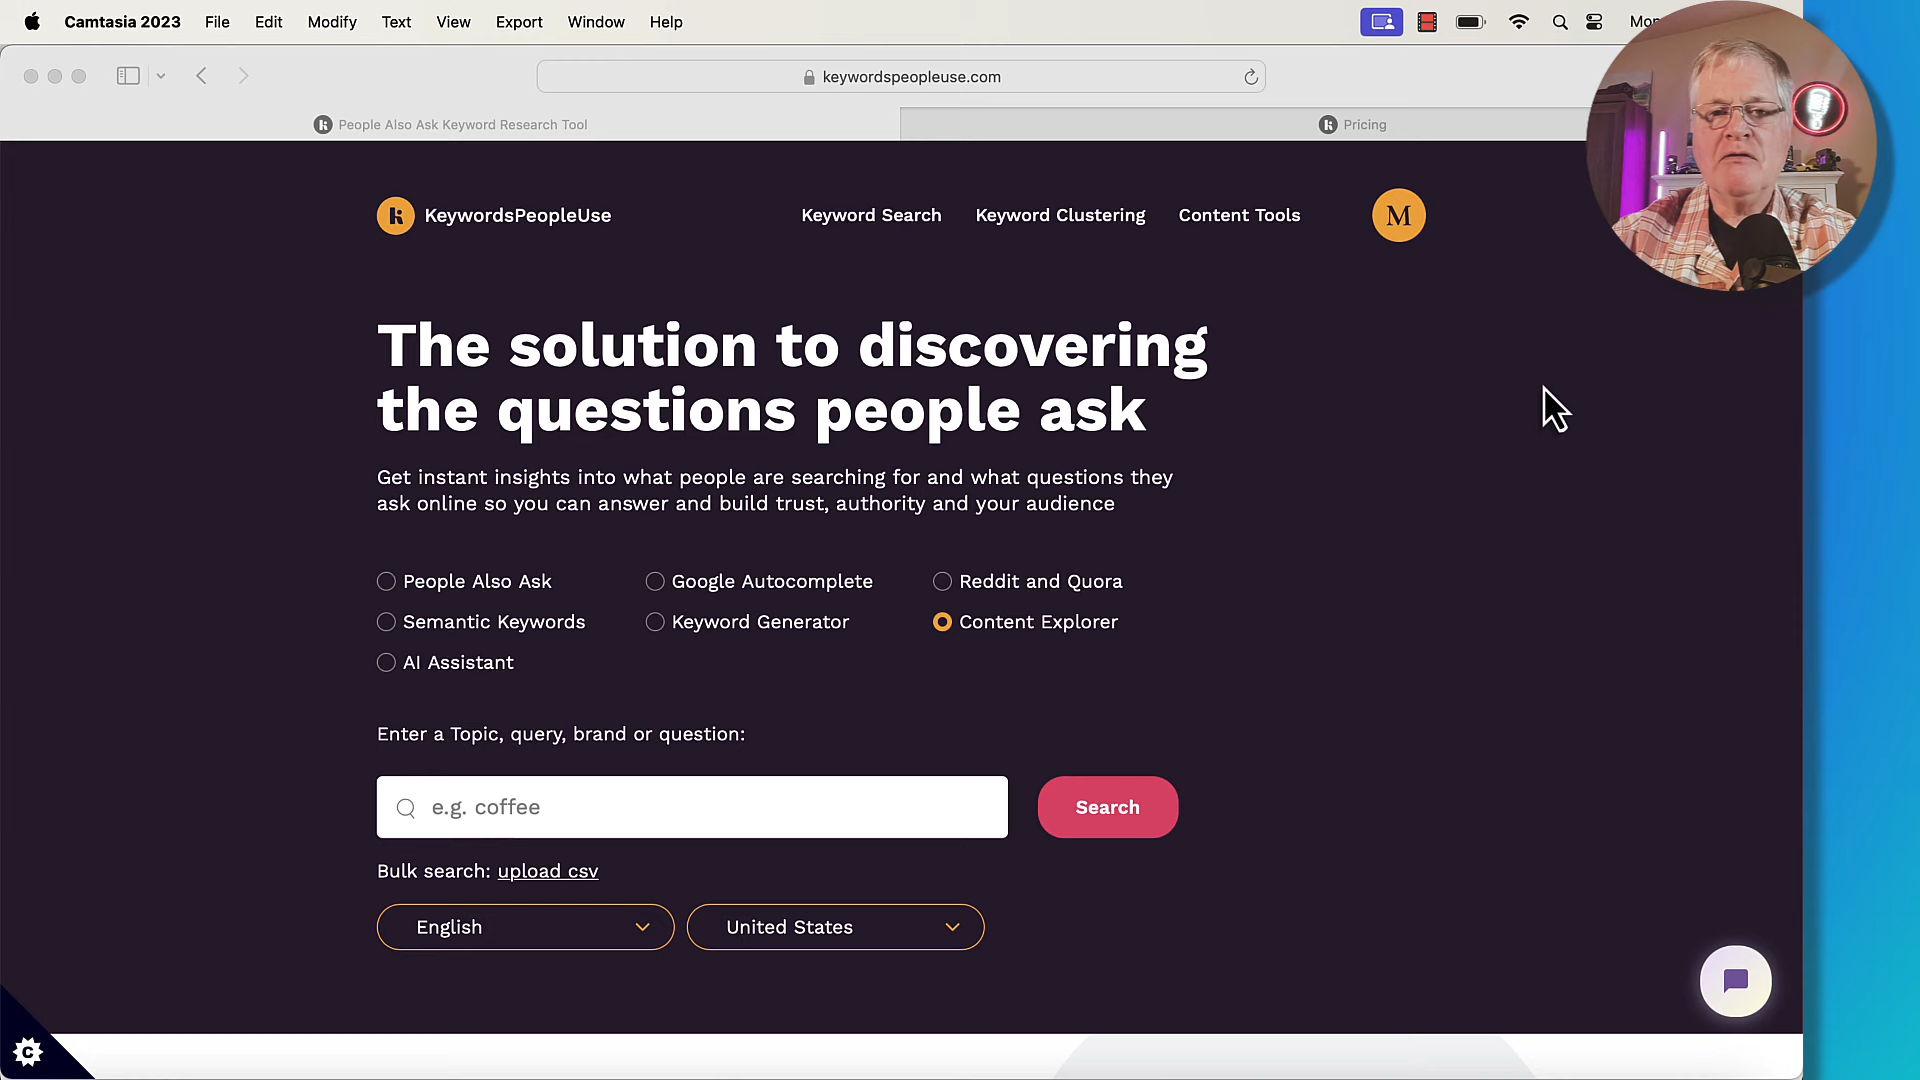 Camtasia 2023 File Edit Modify Text View Export Window Help
keywordspeopleuse.com
People Also Ask Keyword Research Tool
Pricing
KeywordsPeopleUse
Keyword Search Keyword Clustering Content Tools
M
The solution to discovering
the questions people ask
Get instant insights into what people are searching for and what questions they
ask online so you can answer and build trust, authority and your audience
People Also Ask Google Autocomplete Reddit and Quora
Semantic Keywords Keyword Generator Content Explorer
AI Assistant
Enter a Topic, query, brand or question:
e.g. coffee
Search
Bulk search: upload csv
English United States